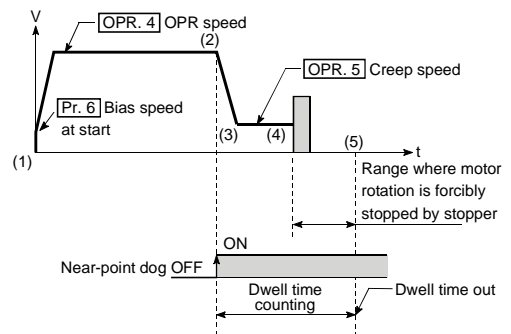 V
OPR. 4 OPR speed
(2)
OPR. 5 Creep speed
Pr. 6 Bias speed
at start
(3)
(4)
(5)
(1)
t
Range where motor
rotation is forcibly
stopped by stopper
ON
Near-point dog OFF
Dwell time
counting
Dwell time out